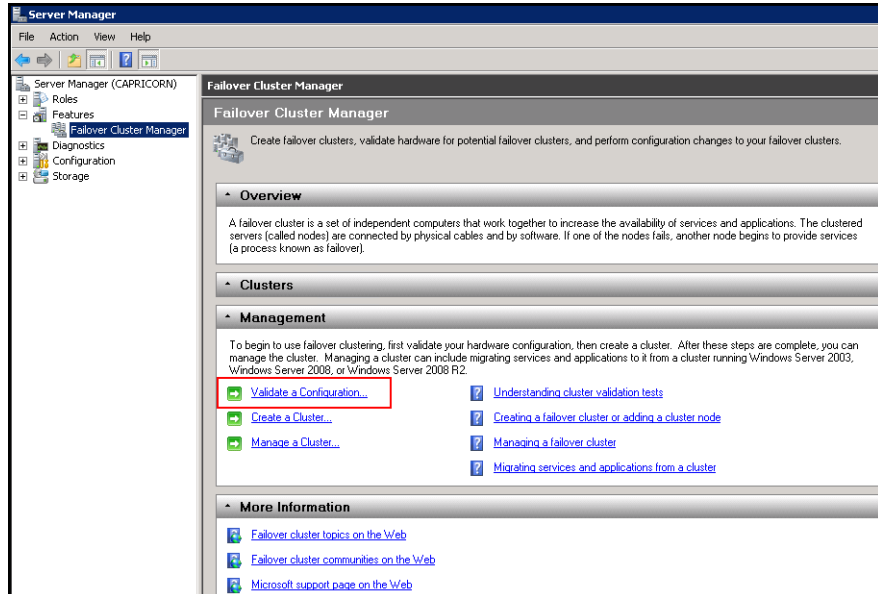 Server Manager
File Action View Help
Server Manager (CAPRICORN)
Roles
Features
Failover Cluster Manager
Diagnostics
Configuration
Storage
Failover Cluster Manager
Failover Cluster Manager
Create failover clusters, validate hardware for potential failover clusters, and perform configuration changes to your failover clusters.
Overview
A failover cluster is a set of independent computers that work together to increase the availability of services and applications. The clustered
servers (called nodes) are connected by physical cables and by software. If one of the nodes fails, another node begins to provide services
(a process known as failover).
Clusters
Management
To begin to use failover clustering, first validate your hardware configuration, then create a cluster. After these steps are complete, you can
manage the cluster. Managing a cluster can include migrating services and applications to it from a cluster running Windows Server 2003,
Windows Server 2008, or Windows Server 2008 R2.
Validate a Configuration...
Understanding cluster validation tests
Create a Cluster...
Creating a failover cluster or adding a cluster node
Manage a Cluster...
Managing a failover cluster
Migrating services and applications from a cluster
More Information
Failover cluster topics on the Web
Failover cluster communities on the Web
Microsoft support page on the Web